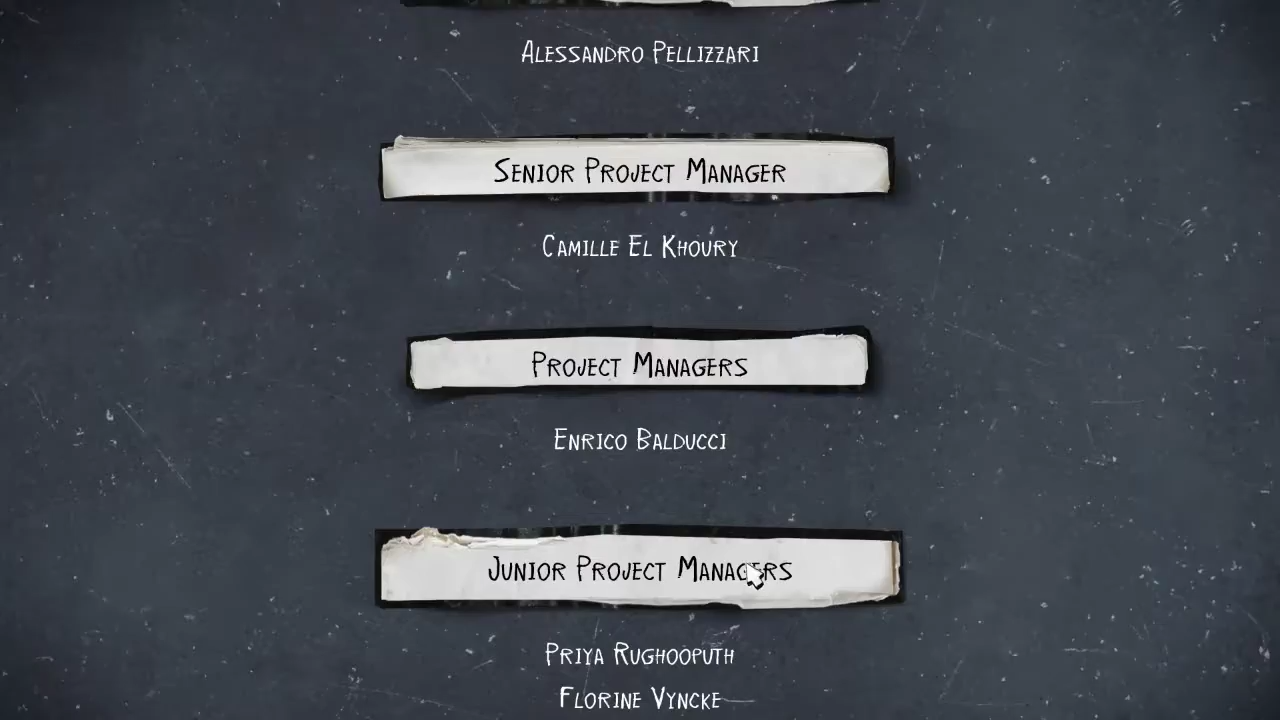 Alessandro Pellizzari
Senior Project Manager
Camille El Khoury
Project Managers
Enrico Balducci
Junior Project Managers
Priya Rughooputh
Florine Vyncke